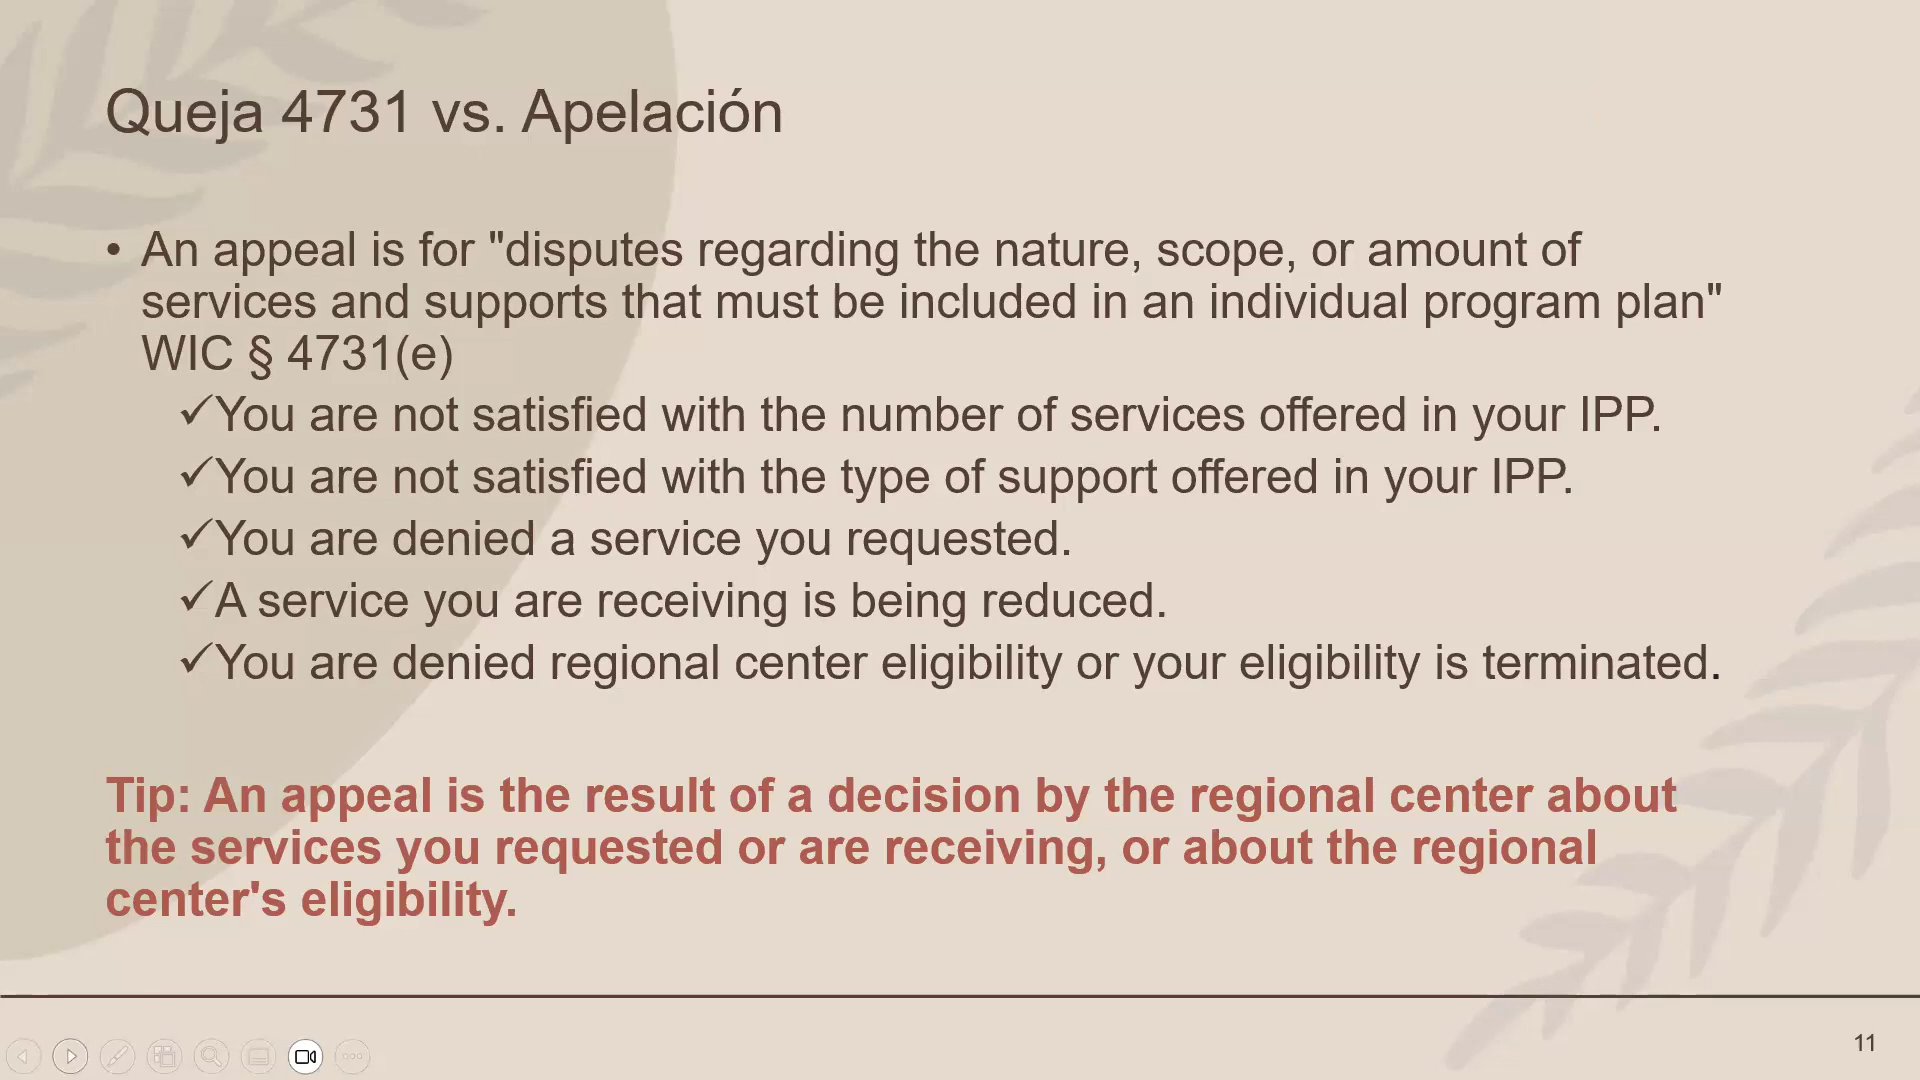 Queja 4731 vs. Apelación
• An appeal is for "disputes regarding the nature, scope, or amount of
services and supports that must be included in an individual program plan"
WIC § 4731(e)
✓You are not satisfied with the number of services offered in your IPP.
✓You are not satisfied with the type of support offered in your IPP.
✓You are denied a service you requested.
✓A service you are receiving is being reduced.
✓You are denied regional center eligibility or your eligibility is terminated.
Tip: An appeal is the result of a decision by the regional center about
the services you requested or are receiving, or about the regional
center's eligibility.
11